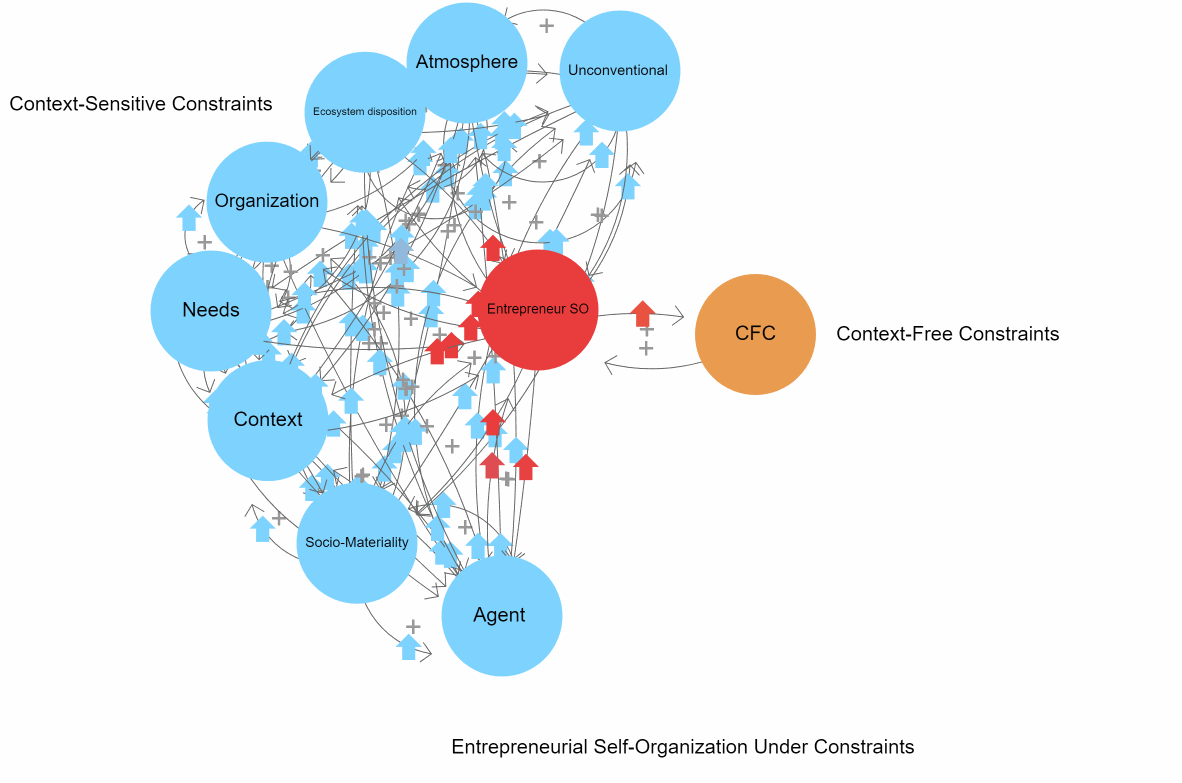 Atmosphere
Unconventional
Context-Sensitive Constraints
Ecosystem disposition
Organization
Needs
Entrepreneur SO
CFC
Context-Free Constraints
Context
Socio-Materiality
Agent
Entrepreneurial Self-Organization Under Constraints